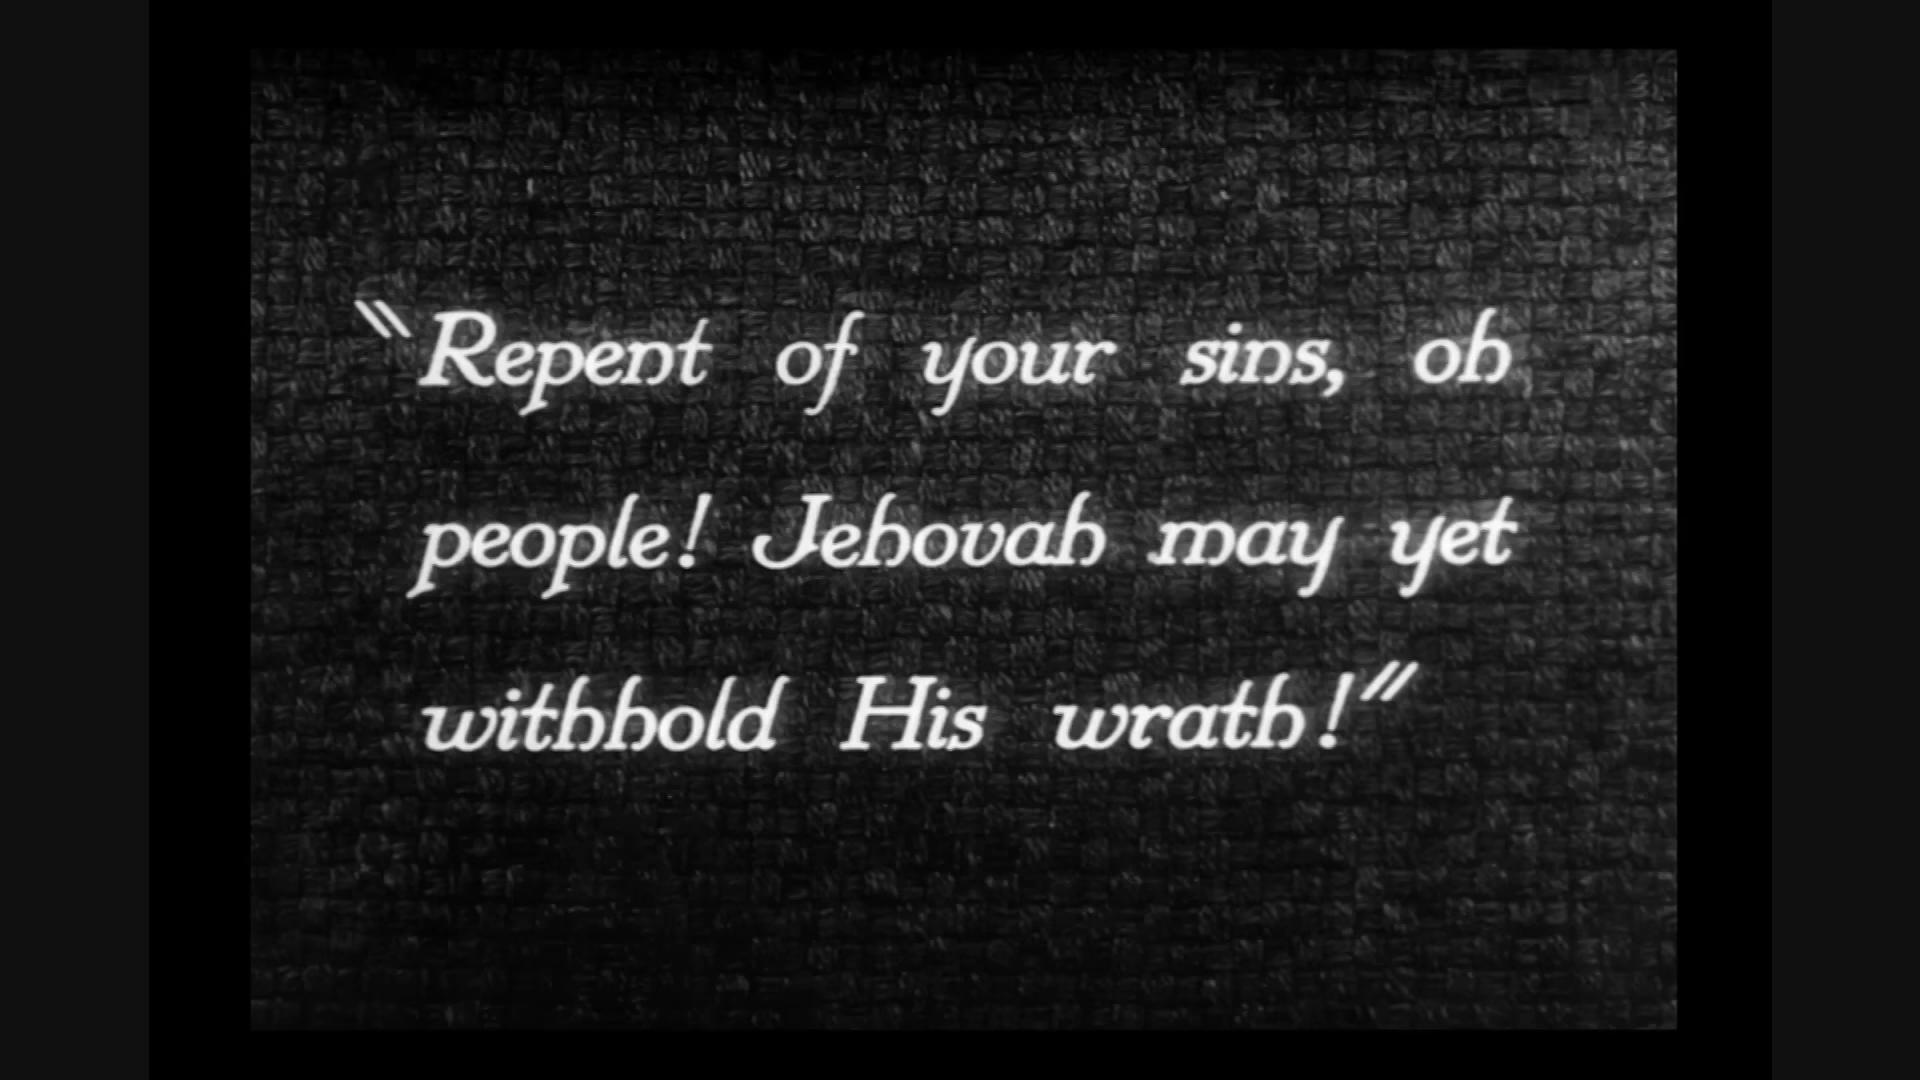 "Repent of your sins, oh
people! Jehovah may yet
withhold His wrath!"